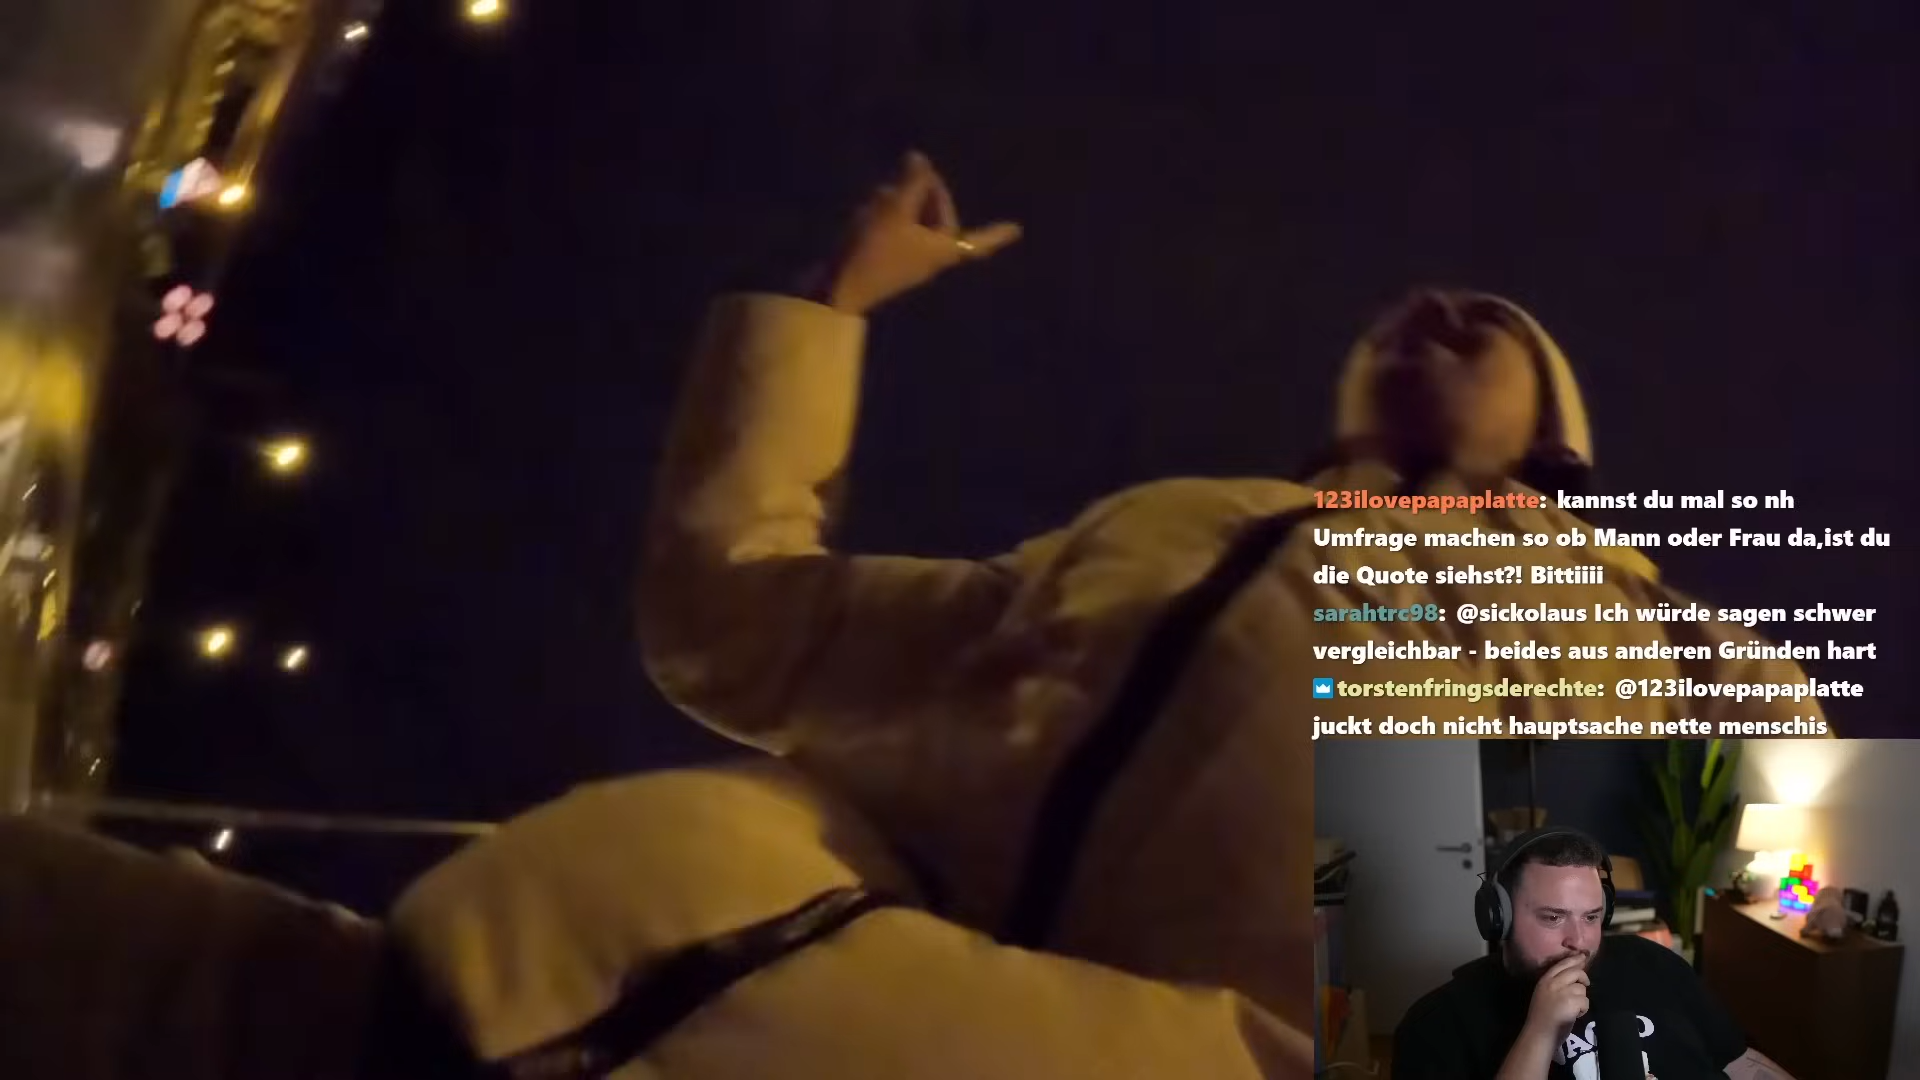 123ilovepapaplatte: kannst du mal so nh
Umfrage machen so ob Mann oder Frau da,ist du
die Quote siehst?! Bittiiii
sarahtrc98: @sickolaus Ich würde sagen schwer
vergleichbar - beides aus anderen Gründen hart
torstenfringsderechte: @123ilovepapaplatte
juckt doch nicht hauptsache nette menschis